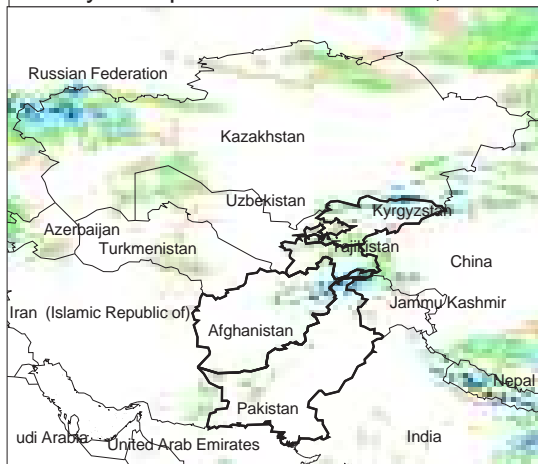 Russian Federation
Kazakhstan
Uzbekistan
Kyrgyzstan
Azerbaijan
Turkmenistan
Tajikistan
China
Jammu/Kashmir
Iran (Islamic Republic of)
Afghanistan
Nepal
Pakistan
udi Arabia
United Arab Emirates
India